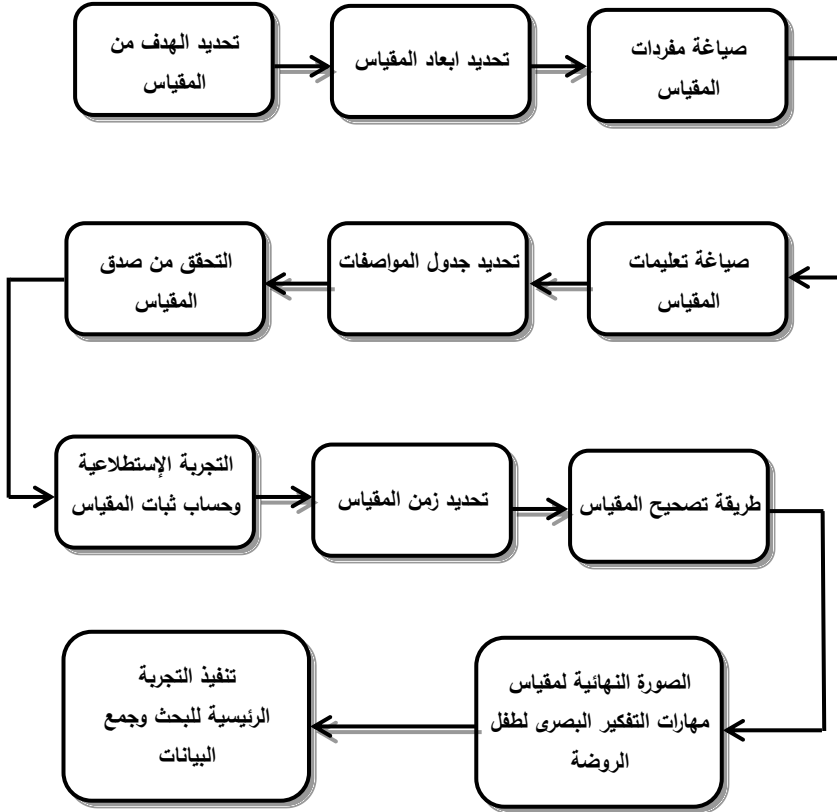 تحديد الهدف من
المقياس
تحديد ابعاد المقياس
صياغة مفردات
المقياس
صياغة تعليمات
المقياس
تحديد جدول المواصفات
التحقق من صدق
المقياس
التجربة الإستطلاعية
وحساب ثبات المقياس
تحديد زمن المقياس
طريقة تصحيح المقياس
الصورة النهائية لمقياس
مهارات التفكير البصرى لطفل
الروضة
تنفيذ التجربة
الرئيسية للبحث وجمع
البيانات